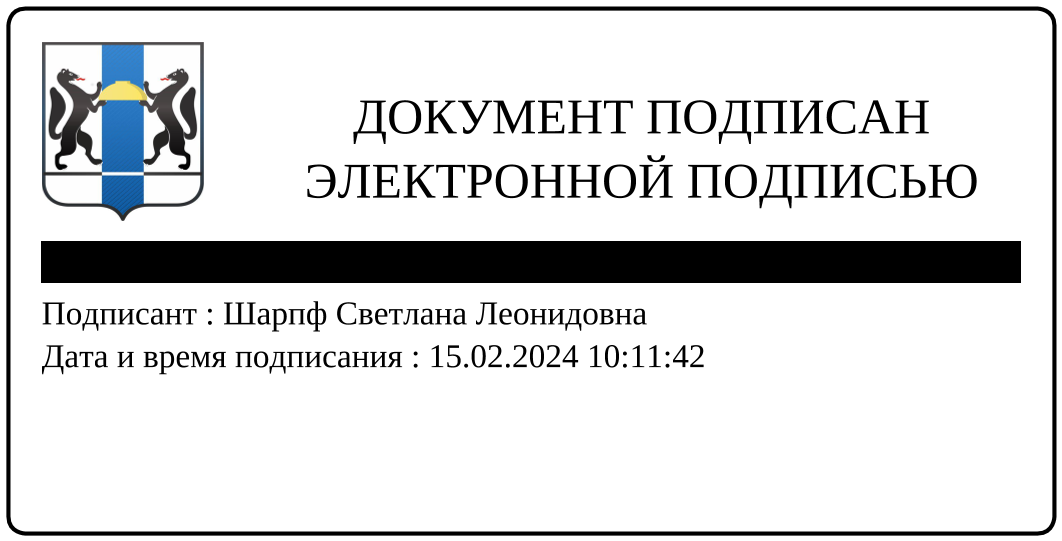 ДОКУМЕНТ ПОДПИСАН
ЭЛЕКТРОННОЙ ПОДПИСЬЮ
Подписант : Шарпф Светлана Леонидовна
Дата и время подписания : 15.02.2024 10:11:42